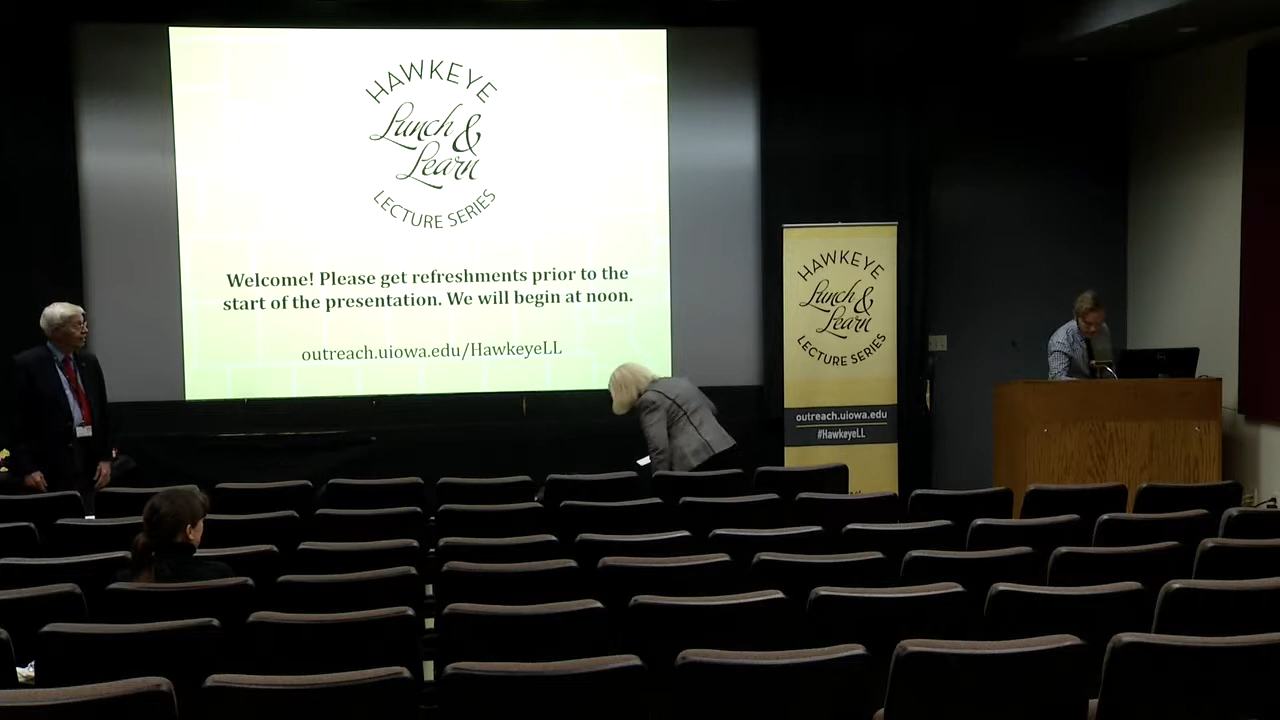 HAWKEYE
Lunch &
Learn
LECTURE SERIES
Welcome! Please get refreshments prior to the
start of the presentation. We will begin at noon.
outreach.uiowa.edu/HawkeyeLL
HAWKEYE
Lunch &
Learn
LECTURE SERIES
outreach.uiowa.edu
#HawkeyeLL